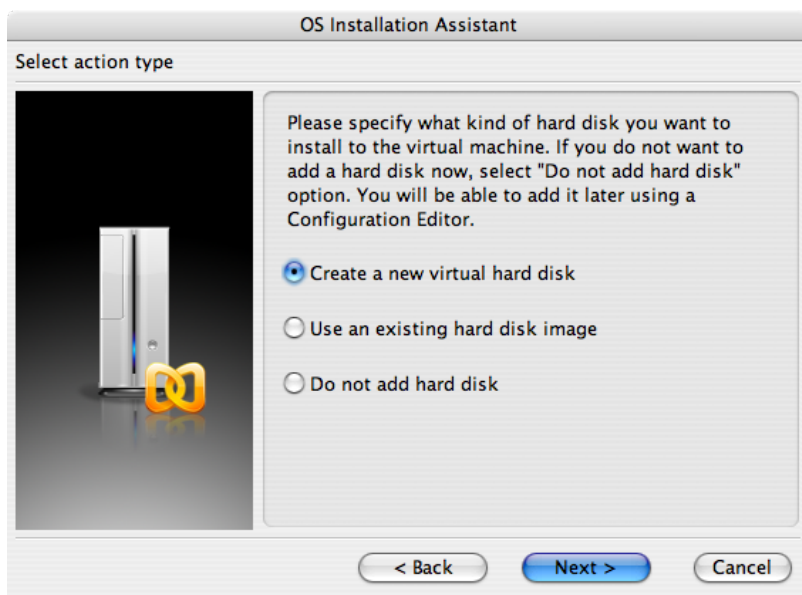 OS Installation Assistant
Select action type
Please specify what kind of hard disk you want to
install to the virtual machine. If you do not want to
add a hard disk now, select "Do not add hard disk"
option. You will be able to add it later using a
Configuration Editor.
Create a new virtual hard disk
Use an existing hard disk image
Do not add hard disk
< Back
Next >
Cancel